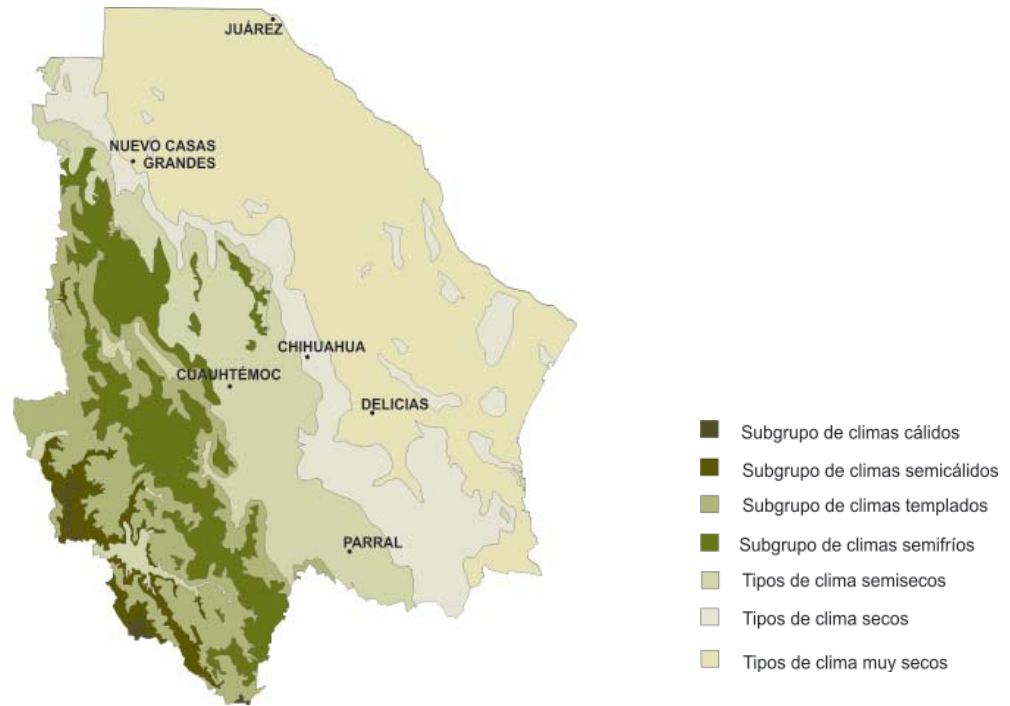 JUÁREZ
NUEVO CASAS
GRANDES
CHIHUAHUA
CUAUHTÉMOC
DELICIAS
PARRAL
Subgrupo de climas cálidos
Subgrupo de climas semicálidos
Subgrupo de climas templados
Subgrupo de climas semifríos
Tipos de clima semisecos
Tipos de clima secos
Tipos de clima muy secos